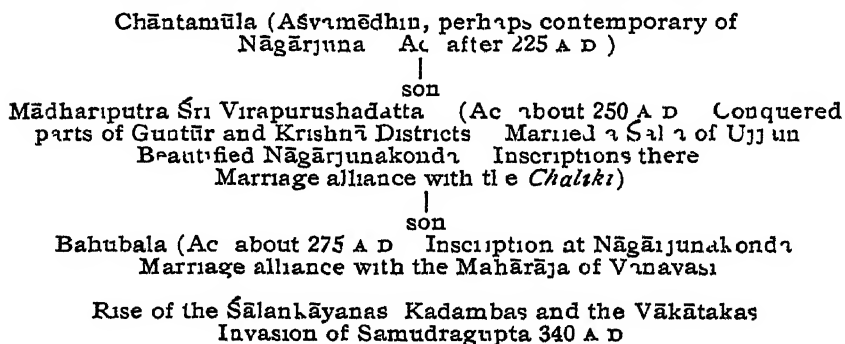 Chāntamūla (Aśvamēdhin, perhaps contemporary of
Nāgārjuna Ac after 225 A D )
son
Mādhariputra Śri Virapurushadatta (Ac about 250 A D Conquered
parts of Guntūr and Krishnā Districts Married a Śaka of Ujjain
Beautified Nāgārjunakonda Inscriptions there
Marriage alliance with the Chaliki)
son
Bahubala (Ac about 275 A D Inscription at Nāgārjunakonda
Marriage alliance with the Mahārāja of Vanavasi
Rise of the Śālankāyanas Kadambas and the Vākātakas
Invasion of Samudragupta 340 A D